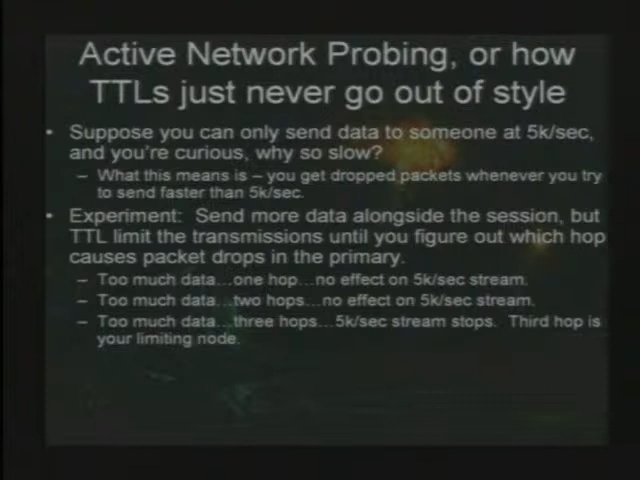 Active Network Probing, or how
TTLs just never go out of style
• Suppose you can only send data to someone at 5k/sec,
and you're curious, why so slow?
– What this means is – you get dropped packets whenever you try
to send faster than 5k/sec.
• Experiment: Send more data alongside the session, but
TTL limit the transmissions until you figure out which hop
causes packet drops in the primary.
– Too much data...one hop...no effect on 5k/sec stream.
– Too much data...two hops...no effect on 5k/sec stream.
– Too much data...three hops...5k/sec stream stops. Third hop is
your limiting node.